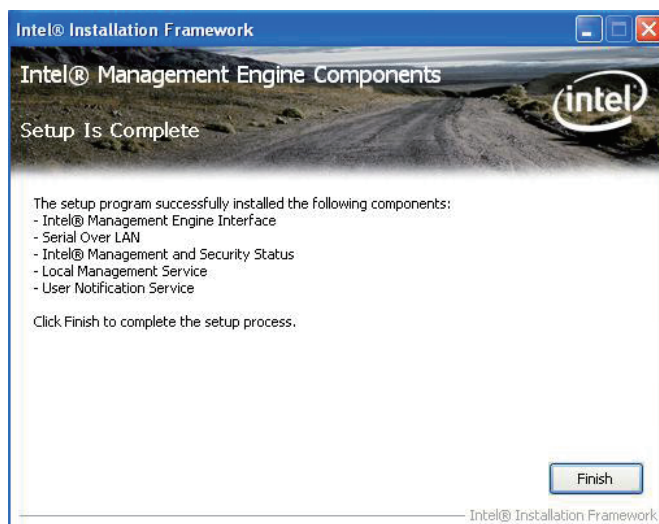 Intel® Installation Framework
Intel® Management Engine Components
intel
Setup Is Complete
The setup program successfully installed the following components:
- Intel® Management Engine Interface
- Serial Over LAN
- Intel® Management and Security Status
- Local Management Service
- User Notification Service
Click Finish to complete the setup process.
Finish
Intel® Installation Framework